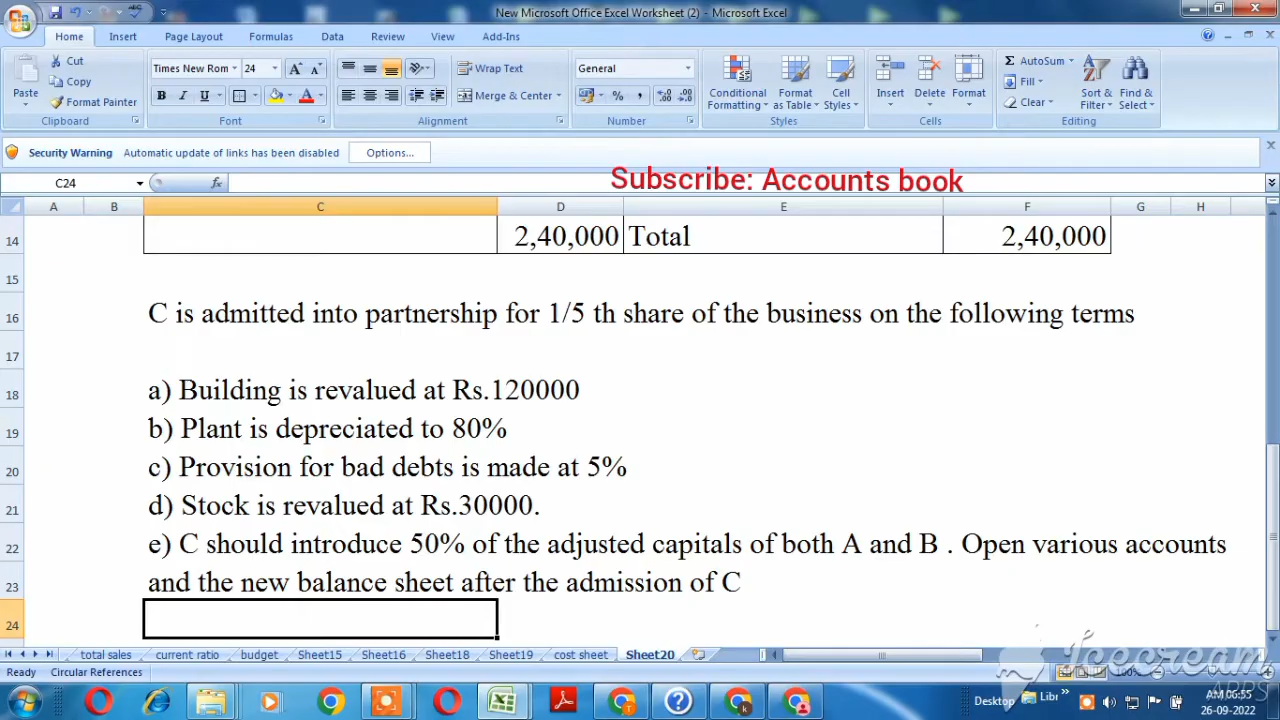 New Microsoft Office Excel Worksheet (2) - Microsoft Excel
Home Insert Page Layout Formulas Data Review View Add-Ins
Cut Times New Rom 24 Wrap Text General AutoSum
Copy Fill
Paste Format Painter Merge & Center Conditional Formatting Format as Table Cell Styles Insert Delete Format Clear Sort & Filter Find & Select
Clipboard Font Alignment Number Styles Cells Editing
Security Warning Automatic update of links has been disabled Options...
Subscribe: Accounts book
C24 fx
A B C D E F G H
14 2,40,000 Total 2,40,000
15
16 C is admitted into partnership for 1/5 th share of the business on the following terms
17
18 a) Building is revalued at Rs.120000
19 b) Plant is depreciated to 80%
20 c) Provision for bad debts is made at 5%
21 d) Stock is revalued at Rs.30000.
22 e) C should introduce 50% of the adjusted capitals of both A and B . Open various accounts
23 and the new balance sheet after the admission of C
24
total sales current ratio budget Sheet15 Sheet16 Sheet18 Sheet19 cost sheet Sheet20
Ready Circular References 100%
Icecream
APPS
Desktop Libr AM 06:55
26-09-2022